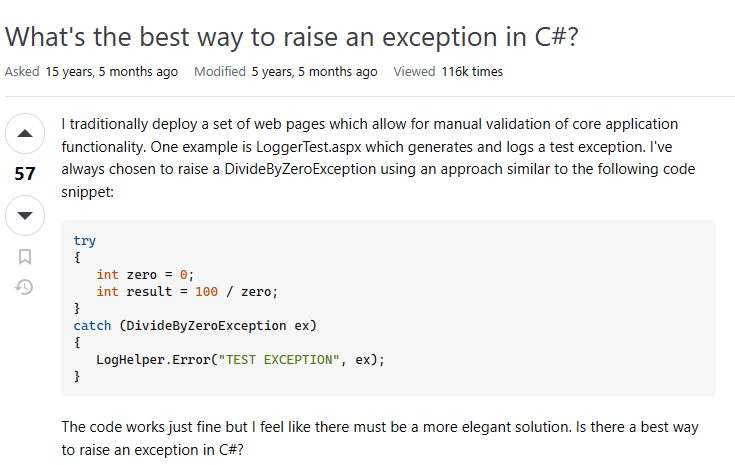 What's the best way to raise an exception in C#?
Asked 15 years, 5 months ago Modified 5 years, 5 months ago Viewed 116k times
I traditionally deploy a set of web pages which allow for manual validation of core application
functionality. One example is LoggerTest.aspx which generates and logs a test exception. I've
57
always chosen to raise a DivideByZeroException using an approach similar to the following code
snippet:
try
{
int zero = 0;
int result = 100 / zero;
}
catch (DivideByZeroException ex)
{
LogHelper.Error("TEST EXCEPTION", ex);
}
The code works just fine but I feel like there must be a more elegant solution. Is there a best way
to raise an exception in C#?